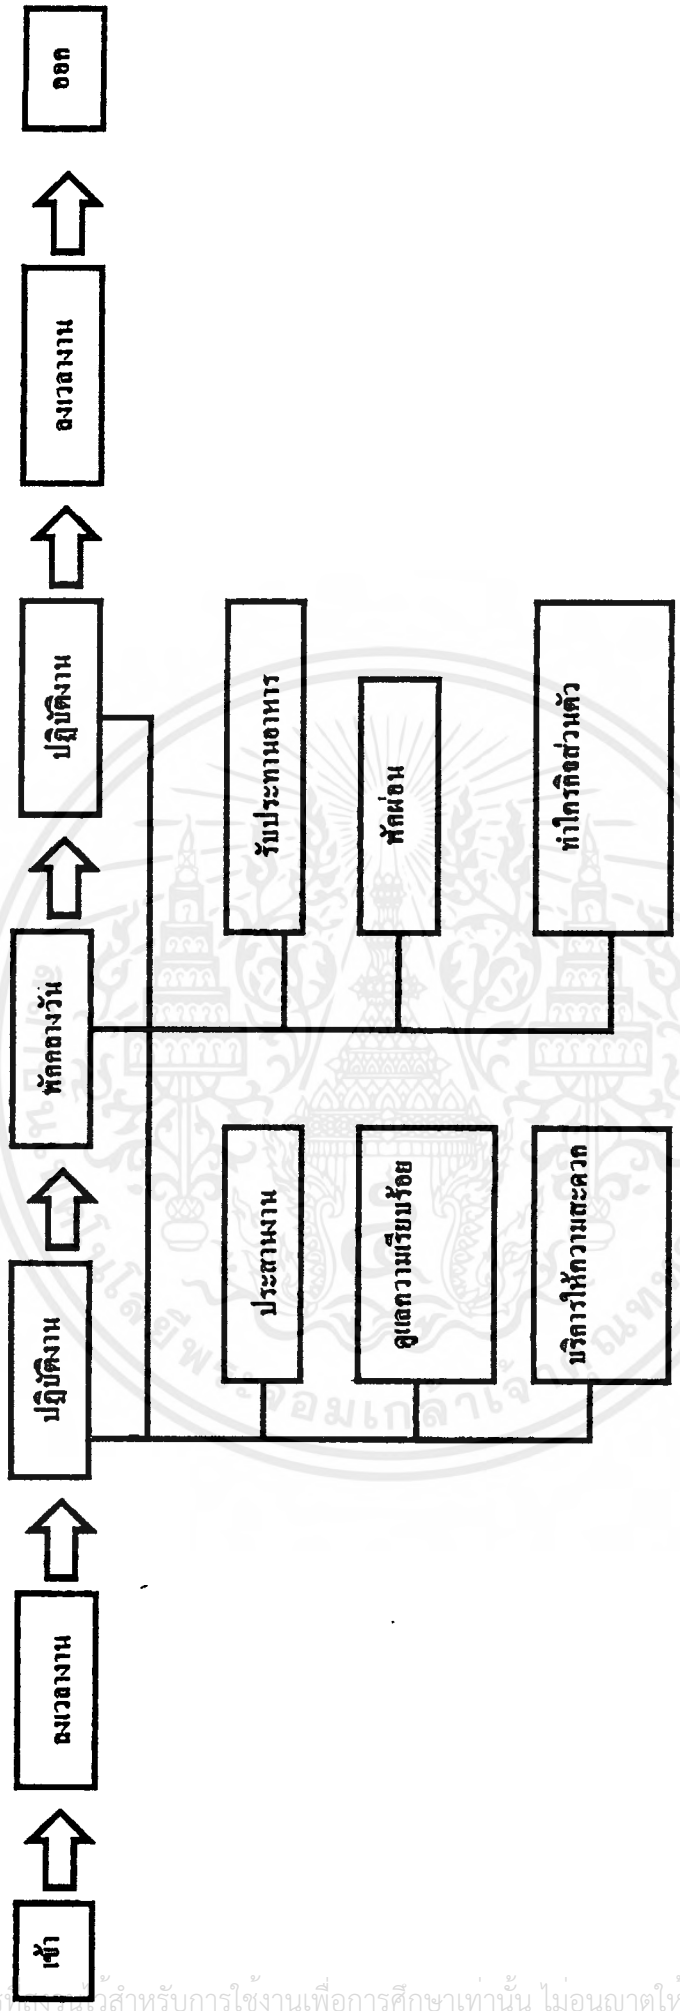 เข้า
ลงเวลางาน
ปฏิบัติงาน
พักกลางวัน
ปฏิบัติงาน
ลงเวลางาน
ออก
ประสานงาน
ดูแลความเรียบร้อย
บริการให้ความสะดวก
รับประทานอาหาร
พักผ่อน
ทำใครกิจส่วนตัว
ไว้สำหรับการใช้งานเพื่อการศึกษาเท่านั้น ไม่อนุญาตให้